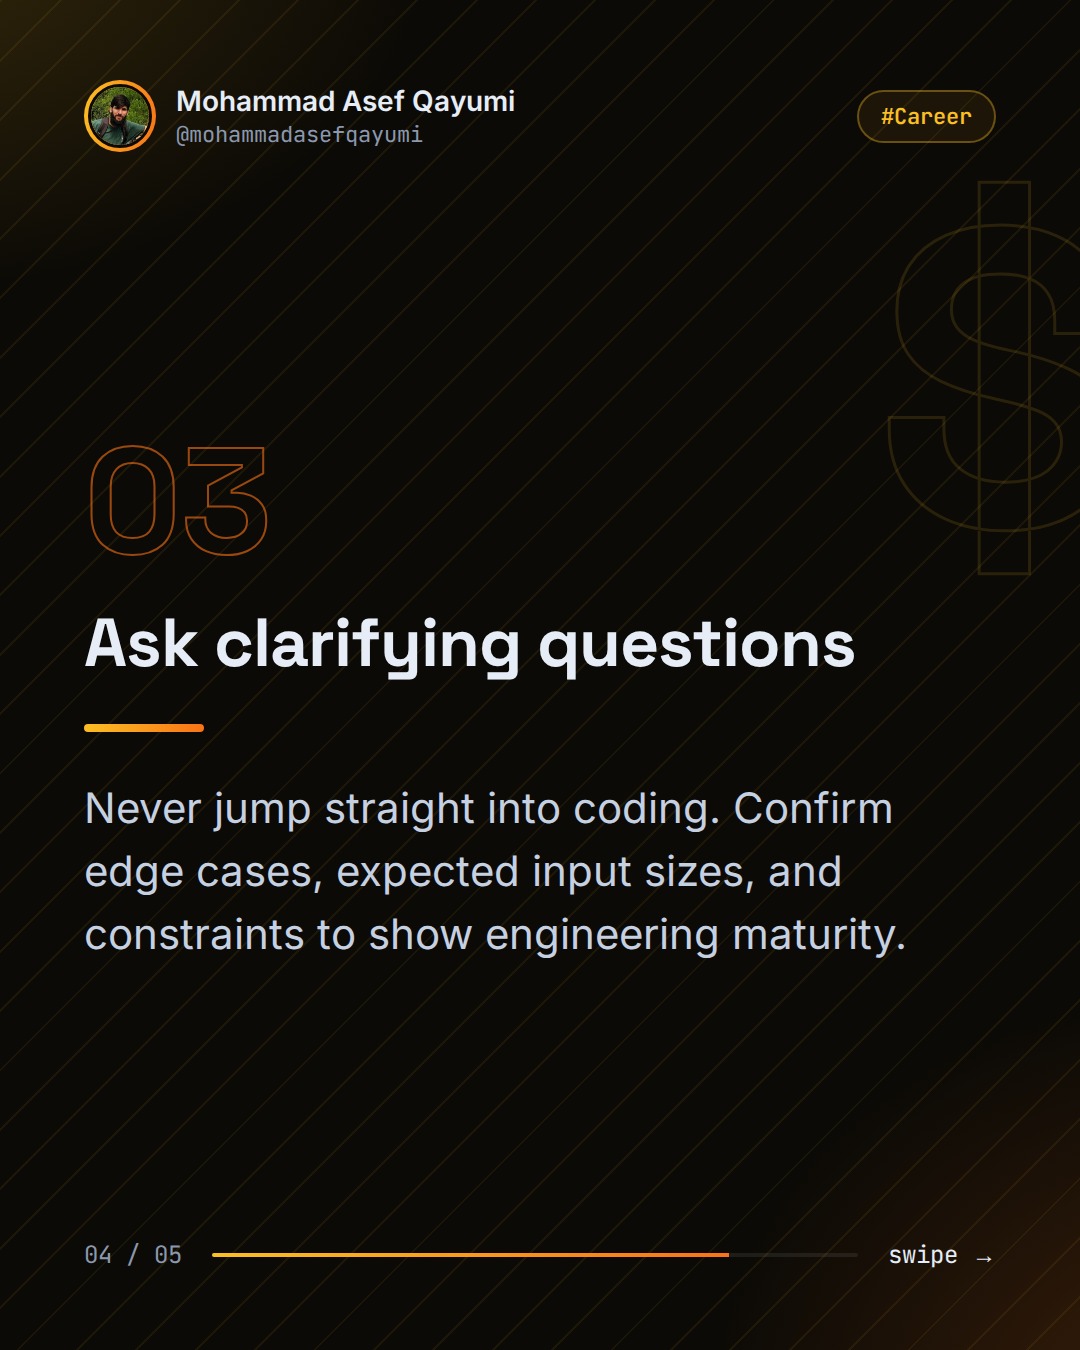 Mohammad Asef Qayumi
@mohammadasefqayumi
#Career
$
03
Ask clarifying questions
Never jump straight into coding. Confirm
edge cases, expected input sizes, and
constraints to show engineering maturity.
04 / 05
swipe →